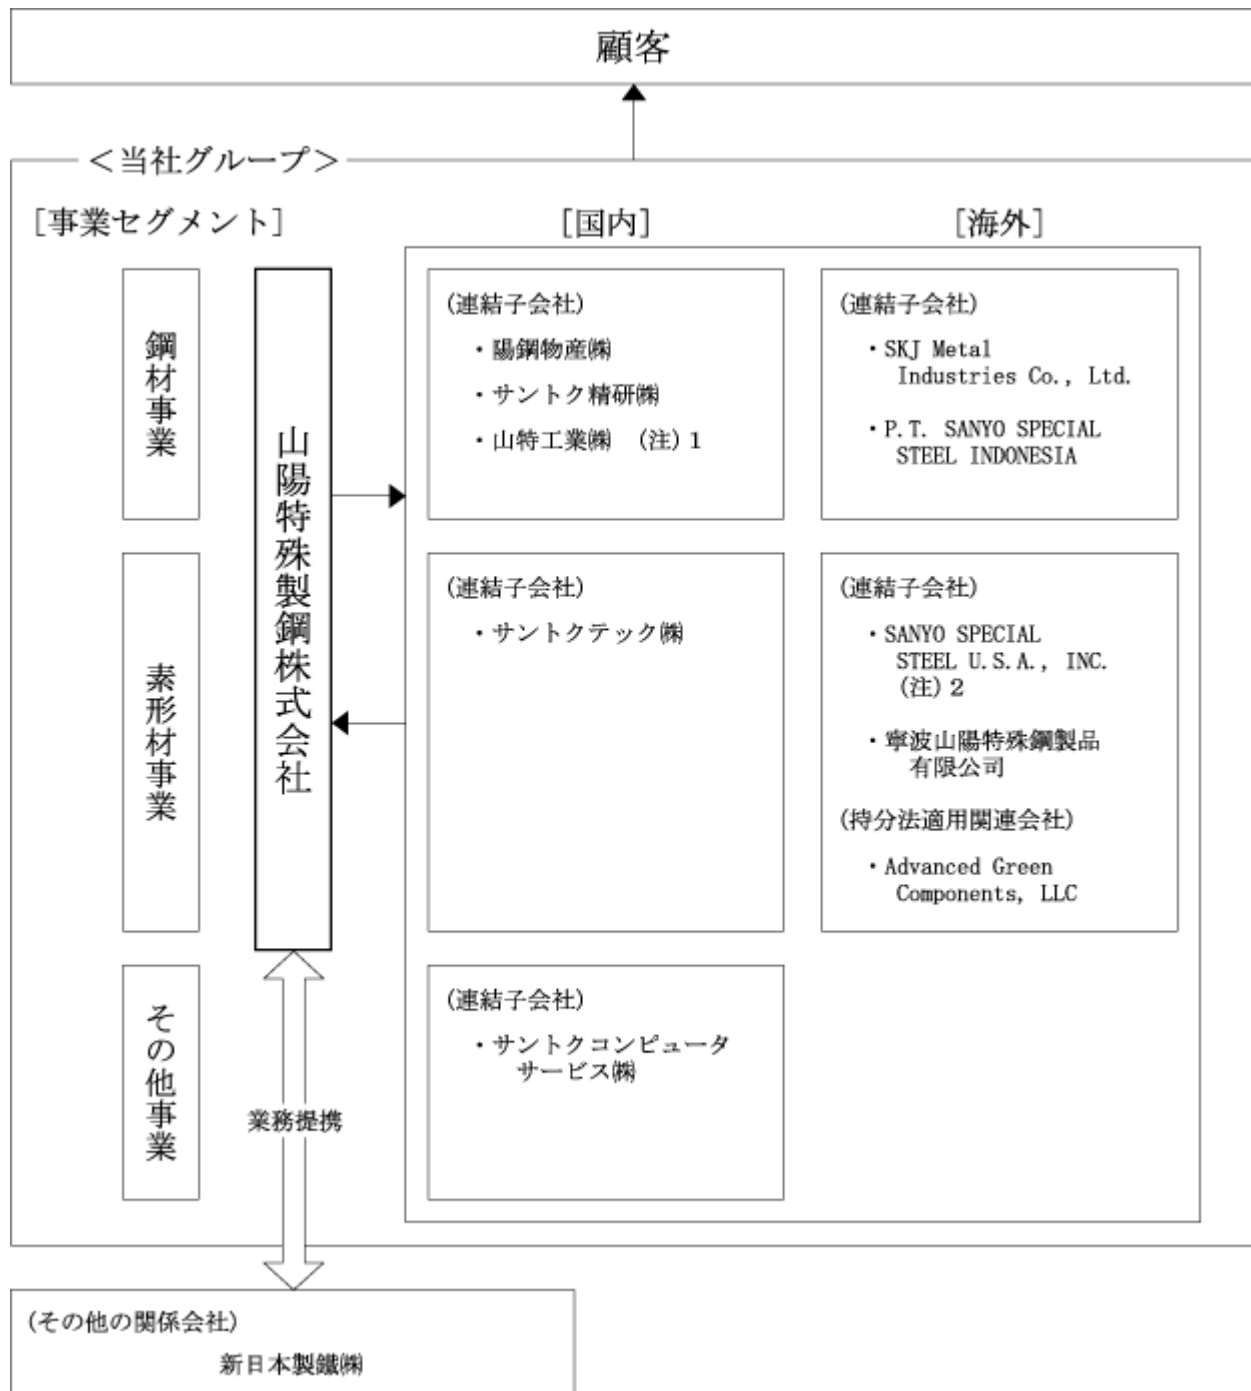 顧客
＜当社グループ＞
［事業セグメント］
［国内］
［海外］
鋼材事業
山陽特殊製鋼株式会社
(連結子会社)
・陽鋼物産㈱
・サントク精研㈱
・山特工業㈱　(注)１
(連結子会社)
・SKJ Metal
Industries Co., Ltd.
・P.T. SANYO SPECIAL
STEEL INDONESIA
素形材事業
(連結子会社)
・サントクテック㈱
(連結子会社)
・SANYO SPECIAL
STEEL U.S.A., INC.
(注)２
・寧波山陽特殊鋼製品
有限公司
(持分法適用関連会社)
・Advanced Green
Components, LLC
その他事業
(連結子会社)
・サントクコンピュータ
サービス㈱
業務提携
(その他の関係会社)
新日本製鐵㈱